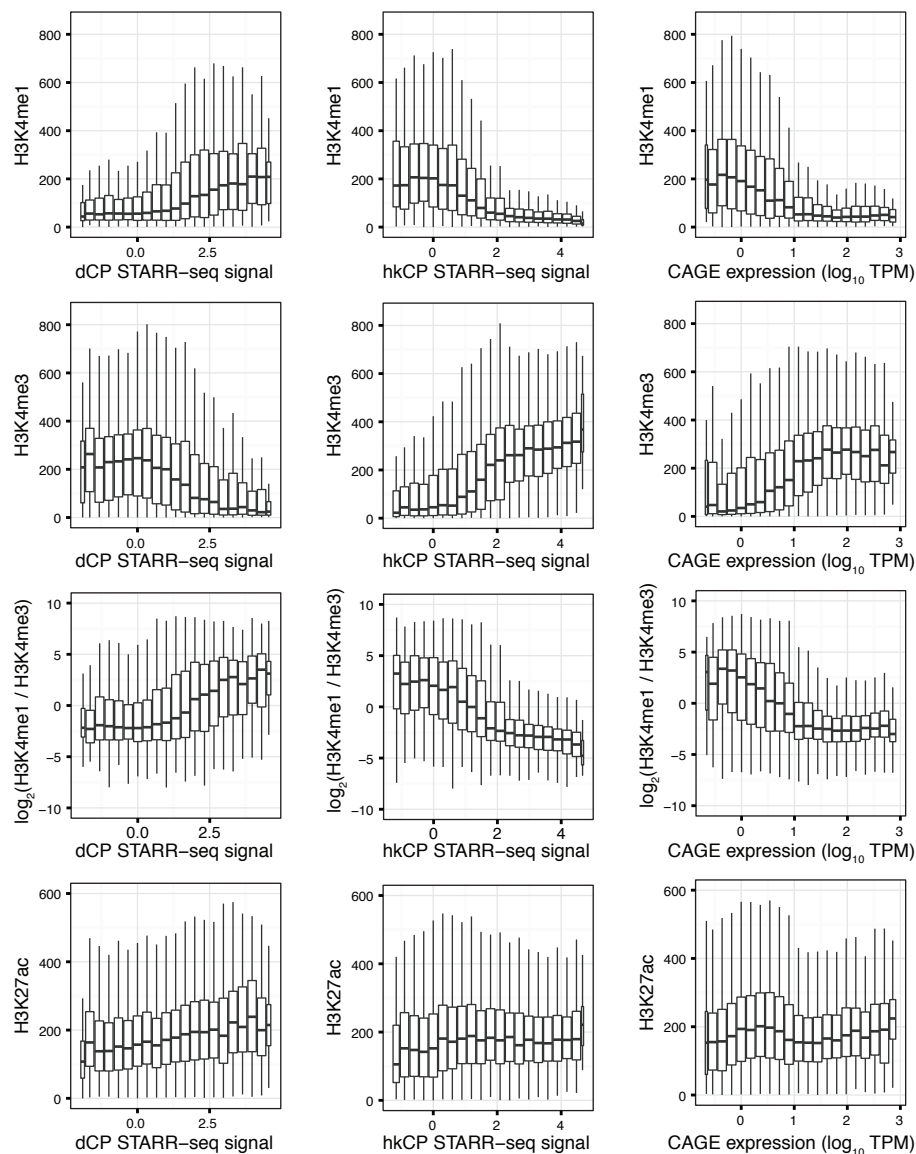 H3K4me1
800
600
400
200
0
0.0 2.5
dCP STARR−seq signal
H3K4me1
800
600
400
200
0
0 2 4
hkCP STARR−seq signal
H3K4me1
800
600
400
200
0
0 1 2 3
CAGE expression (log₁₀ TPM)
H3K4me3
800
600
400
200
0
0.0 2.5
dCP STARR−seq signal
H3K4me3
800
600
400
200
0
0 2 4
hkCP STARR−seq signal
H3K4me3
800
600
400
200
0
0 1 2 3
CAGE expression (log₁₀ TPM)
log₂(H3K4me1 / H3K4me3)
10
5
0
−5
−10
0.0 2.5
dCP STARR−seq signal
log₂(H3K4me1 / H3K4me3)
10
5
0
−5
−10
0 2 4
hkCP STARR−seq signal
log₂(H3K4me1 / H3K4me3)
10
5
0
−5
−10
0 1 2 3
CAGE expression (log₁₀ TPM)
H3K27ac
600
400
200
0
0.0 2.5
dCP STARR−seq signal
H3K27ac
600
400
200
0
0 2 4
hkCP STARR−seq signal
H3K27ac
600
400
200
0
0 1 2 3
CAGE expression (log₁₀ TPM)